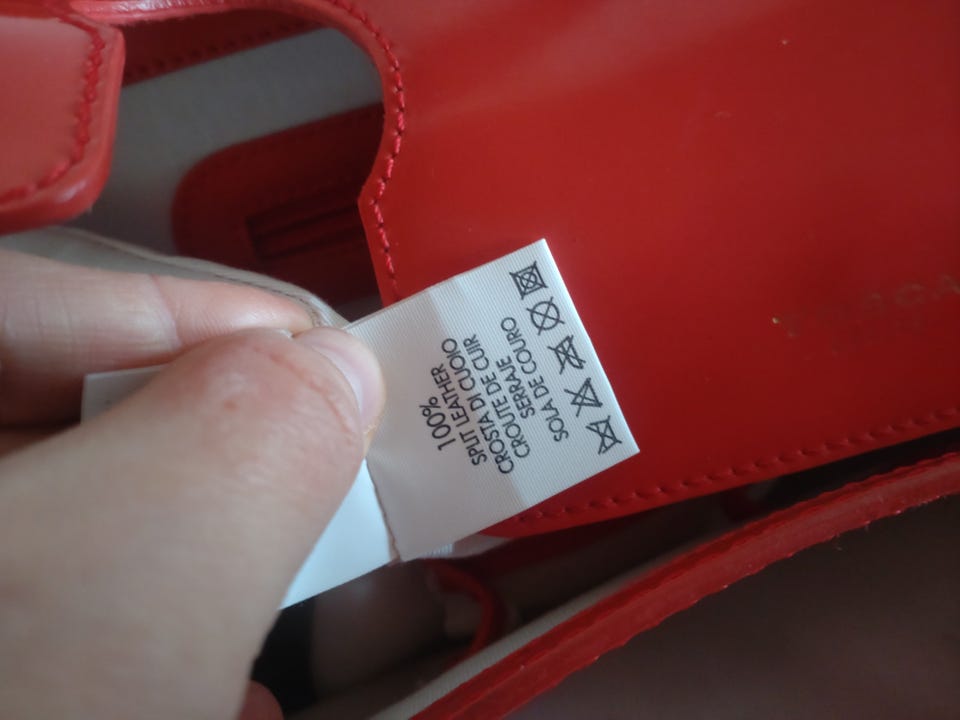 100%
SPLIT LEATHER
CROSTA DI CUOIO
CROUTE DE CUIR
SERRAJE
SOLA DE COURO